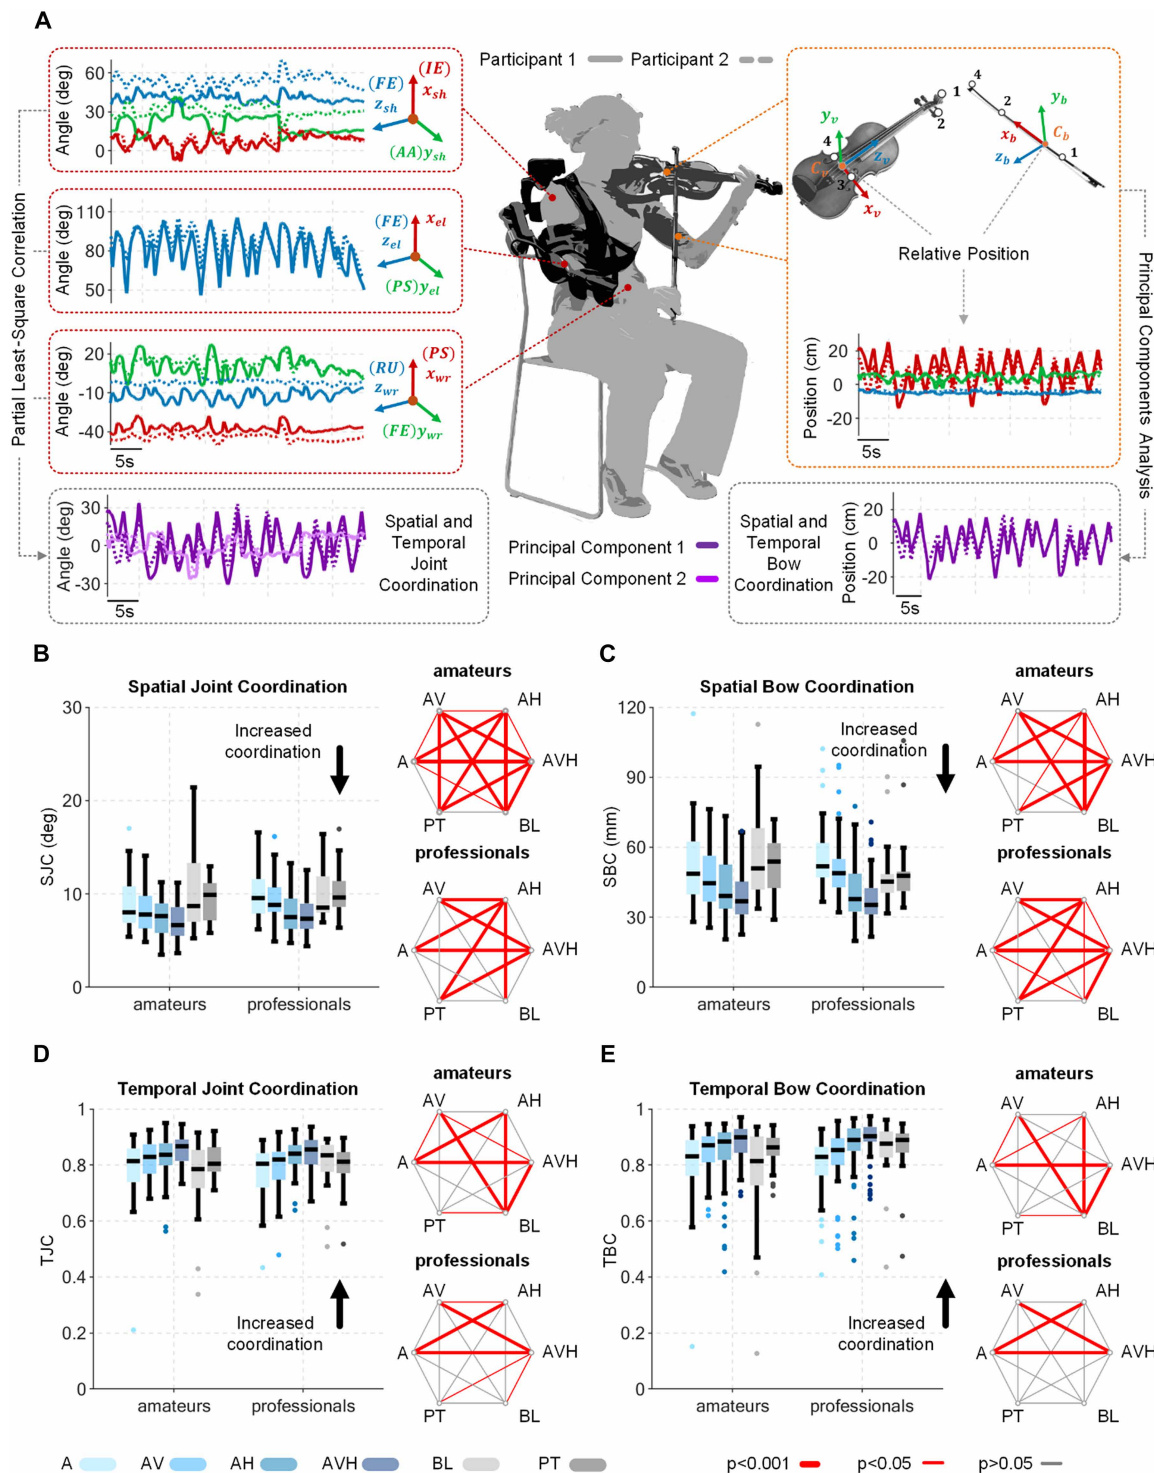 A
Participant 1
Participant 2
Partial Least-Square Correlation
Angle (deg)
60
30
0
(FE)
z_sh
(IE)
x_sh
(AA)y_sh
Angle (deg)
110
80
50
(FE)
z_el
x_el
(PS)y_el
Angle (deg)
20
-10
-40
5s
(RU)
z_wr
(PS)
x_wr
(FE)y_wr
Angle (deg)
30
0
-30
5s
Spatial and
Temporal
Joint
Coordination
y_v
4
C_v
3
z_v
x_v
1
2
4
2
y_b
x_b
C_b
z_b
1
Relative Position
Position (cm)
20
0
-20
5s
Principal Components Analysis
Principal Component 1
Principal Component 2
Spatial and
Temporal
Bow
Coordination
Position (cm)
20
0
-20
5s
B
Spatial Joint Coordination
SJC (deg)
30
20
10
0
Increased
coordination
amateurs
professionals
amateurs
AV
AH
A
AVH
PT
BL
professionals
AV
AH
A
AVH
PT
BL
C
Spatial Bow Coordination
SBC (mm)
120
90
60
30
0
Increased
coordination
amateurs
professionals
amateurs
AV
AH
A
AVH
PT
BL
professionals
AV
AH
A
AVH
PT
BL
D
Temporal Joint Coordination
TJC
1
0.8
0.6
0.4
0.2
0
Increased
coordination
amateurs
professionals
amateurs
AV
AH
A
AVH
PT
BL
professionals
AV
AH
A
AVH
PT
BL
E
Temporal Bow Coordination
TBC
1
0.8
0.6
0.4
0.2
0
Increased
coordination
amateurs
professionals
amateurs
AV
AH
A
AVH
PT
BL
professionals
AV
AH
A
AVH
PT
BL
A
AV
AH
AVH
BL
PT
p<0.001
p<0.05
p>0.05